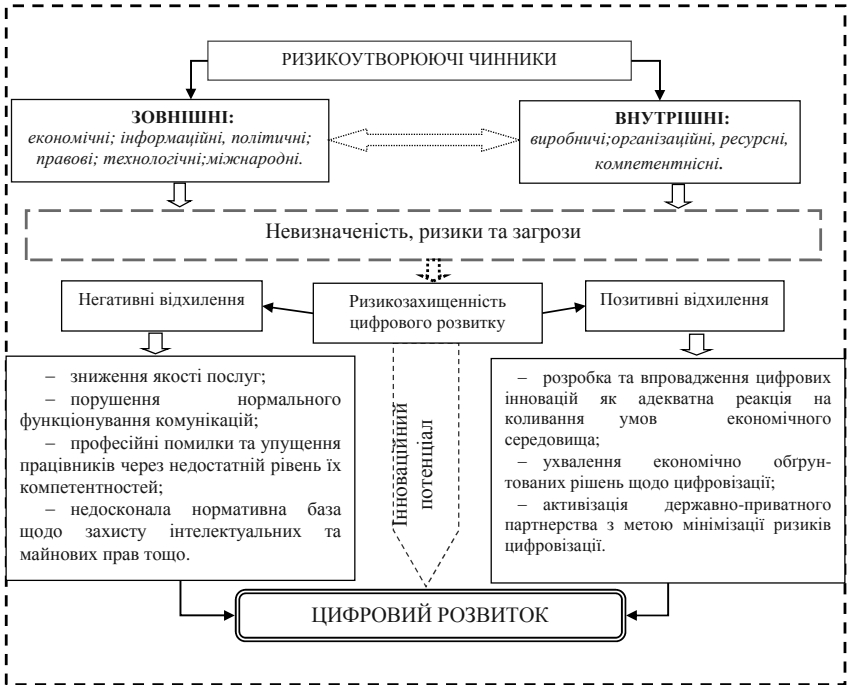 РИЗИКОУТВОРЮЮЧІ ЧИННИКИ
ЗОВНІШНІ:
економічні; інформаційні, політичні;
правові; технологічні;міжнародні.
ВНУТРІШНІ:
виробничі;організаційні, ресурсні,
компетентнісні.
Невизначеність, ризики та загрози
Негативні відхилення
Ризикозахищенність
цифрового розвитку
Позитивні відхилення
– зниження якості послуг;
– порушення нормального
функціонування комунікацій;
– професійні помилки та упущення
працівників через недостатній рівень їх
компетентностей;
– недосконала нормативна база
щодо захисту інтелектуальних та
майнових прав тощо.
Інноваційний
потенціал
– розробка та впровадження цифрових
інновацій як адекватна реакція на
коливання умов економічного
середовища;
– ухвалення економічно обґрун-
тованих рішень щодо цифровізації;
– активізація державно-приватного
партнерства з метою мінімізації ризиків
цифровізації.
ЦИФРОВИЙ РОЗВИТОК